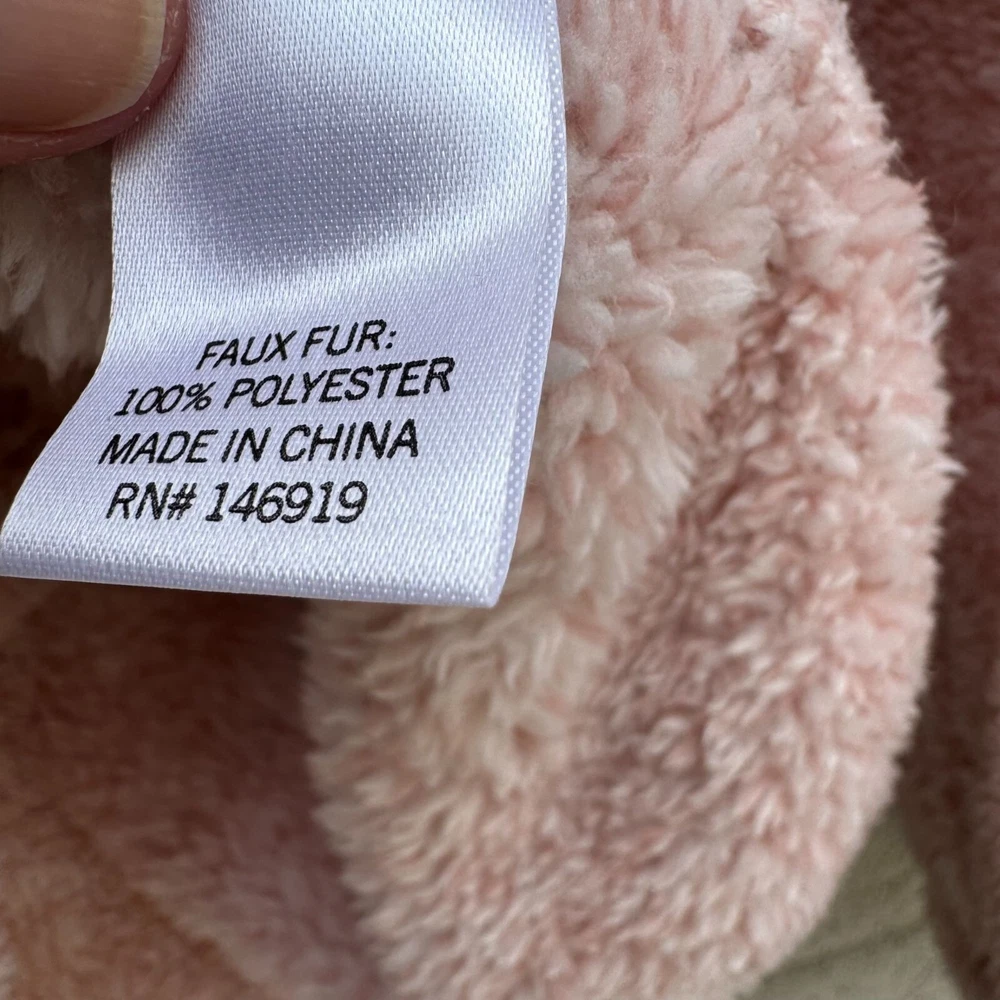 FAUX FUR:
100% POLYESTER
MADE IN CHINA
RN# 146919